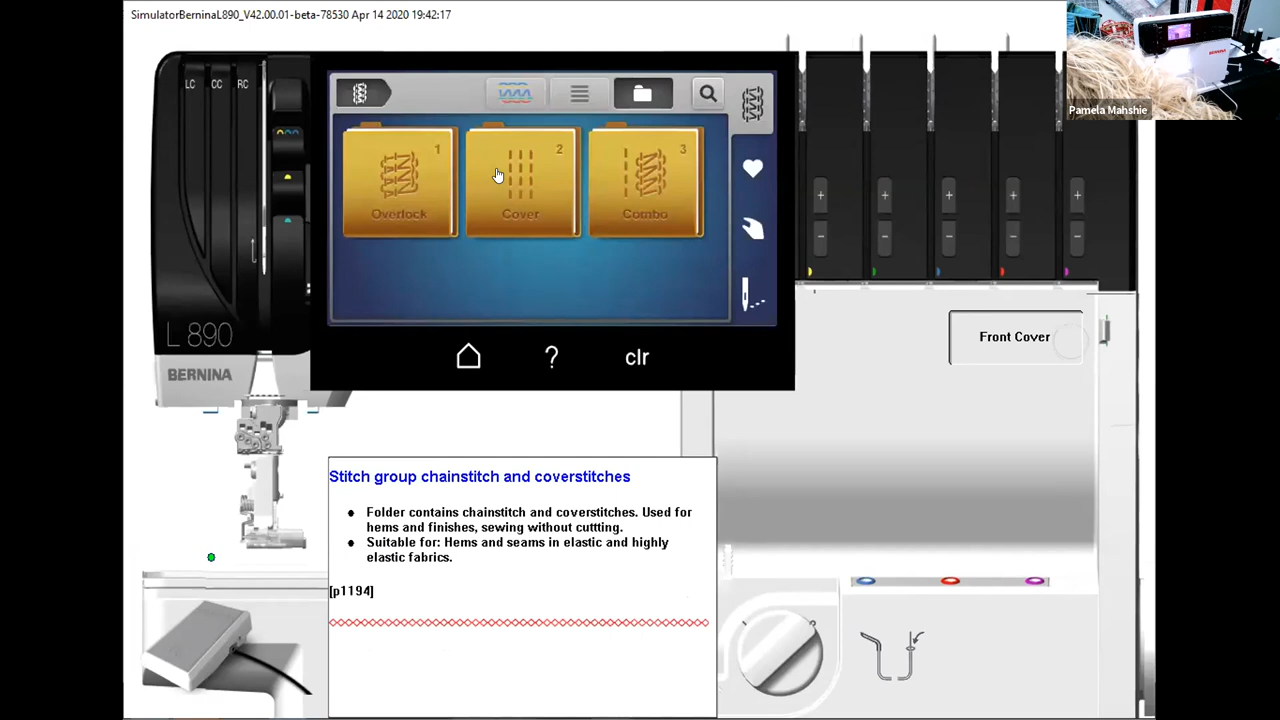 SimulatorBerninaL890_V42.00.01-beta-78530 Apr 14 2020 19:42:17
Pamela Mahshie
LC CC RC
1
Overlock
2
Cover
3
Combo
? clr
L 890
BERNINA
+ + + + +
− − − − −
Front Cover
Stitch group chainstitch and coverstitches
● Folder contains chainstitch and coverstitches. Used for
hems and finishes, sewing without cuttting.
● Suitable for: Hems and seams in elastic and highly
elastic fabrics.
[p1194]